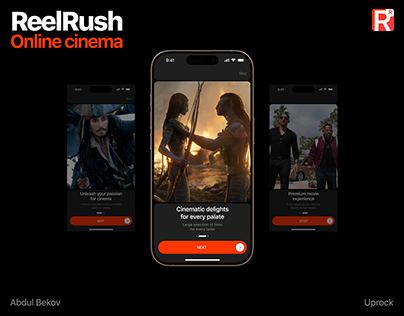 ReelRush
Online cinema
R R
9:41
Skip
Cinematic delights
for every palate
Large selection of films
for every taste
NEXT
9:41
Unleash your passion
for cinema
NEXT
9:41
Premium movie
experience
NEXT
Abdul Bekov
Uprock